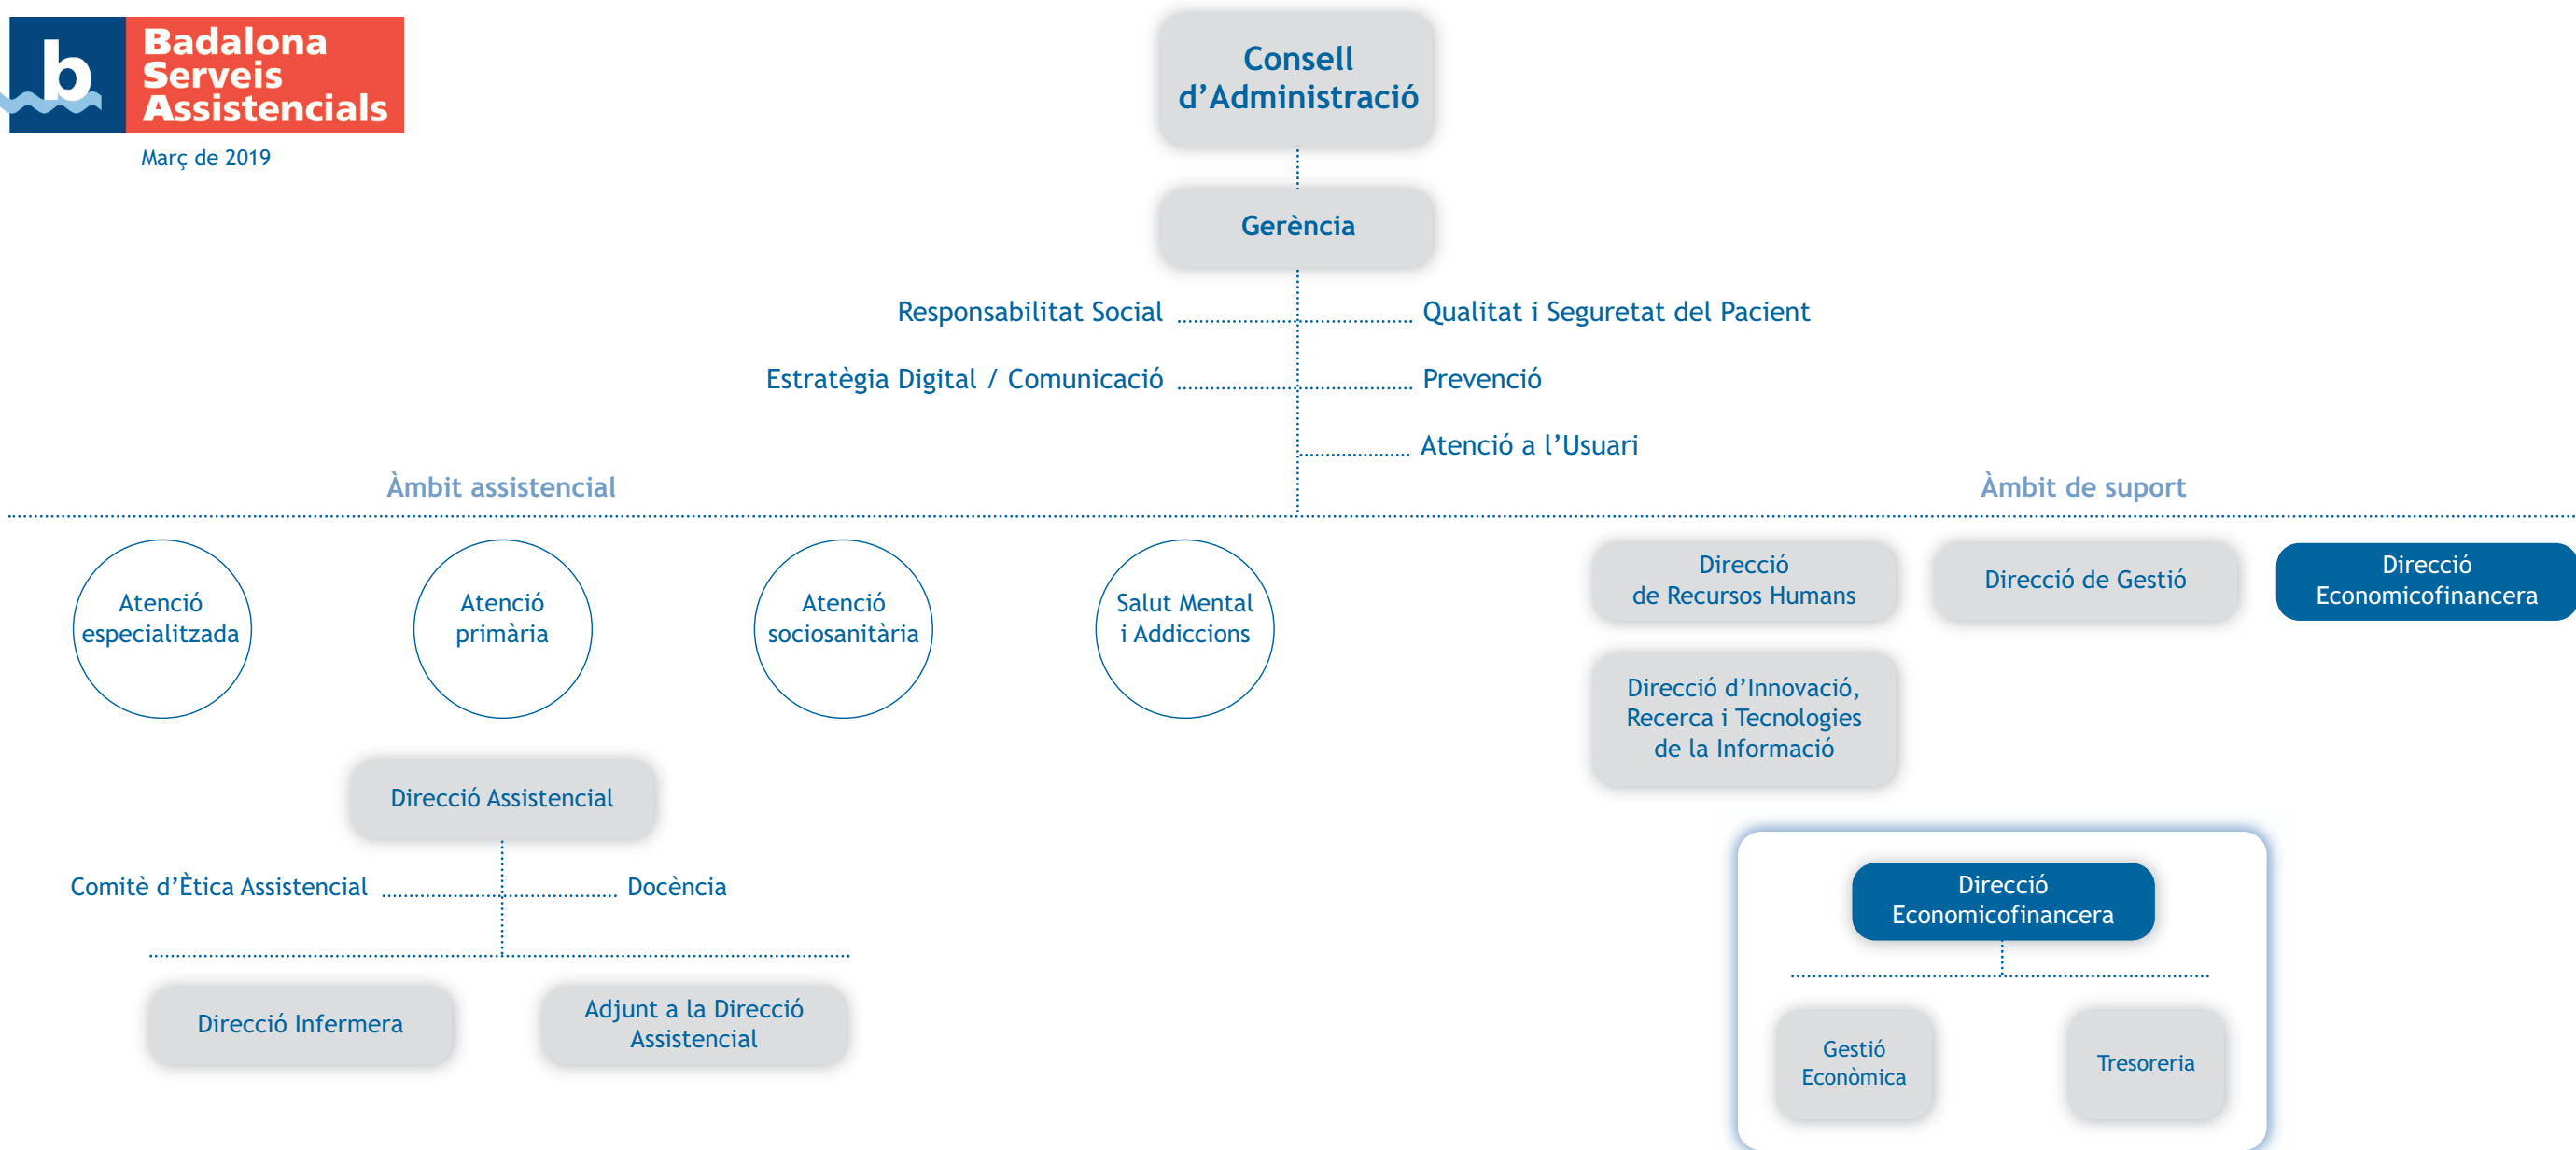 b
Badalona
Serveis
Assistencials
Març de 2019
Consell
d’Administració
Gerència
Responsabilitat Social
Qualitat i Seguretat del Pacient
Estratègia Digital / Comunicació
Prevenció
Atenció a l’Usuari
Àmbit assistencial
Àmbit de suport
Atenció
especialitzada
Atenció
primària
Atenció
sociosanitària
Salut Mental
i Addiccions
Direcció
de Recursos Humans
Direcció de Gestió
Direcció
Economicofinancera
Direcció d’Innovació,
Recerca i Tecnologies
de la Informació
Direcció Assistencial
Comitè d’Ètica Assistencial
Docència
Direcció Infermera
Adjunt a la Direcció
Assistencial
Direcció
Economicofinancera
Gestió
Econòmica
Tresoreria